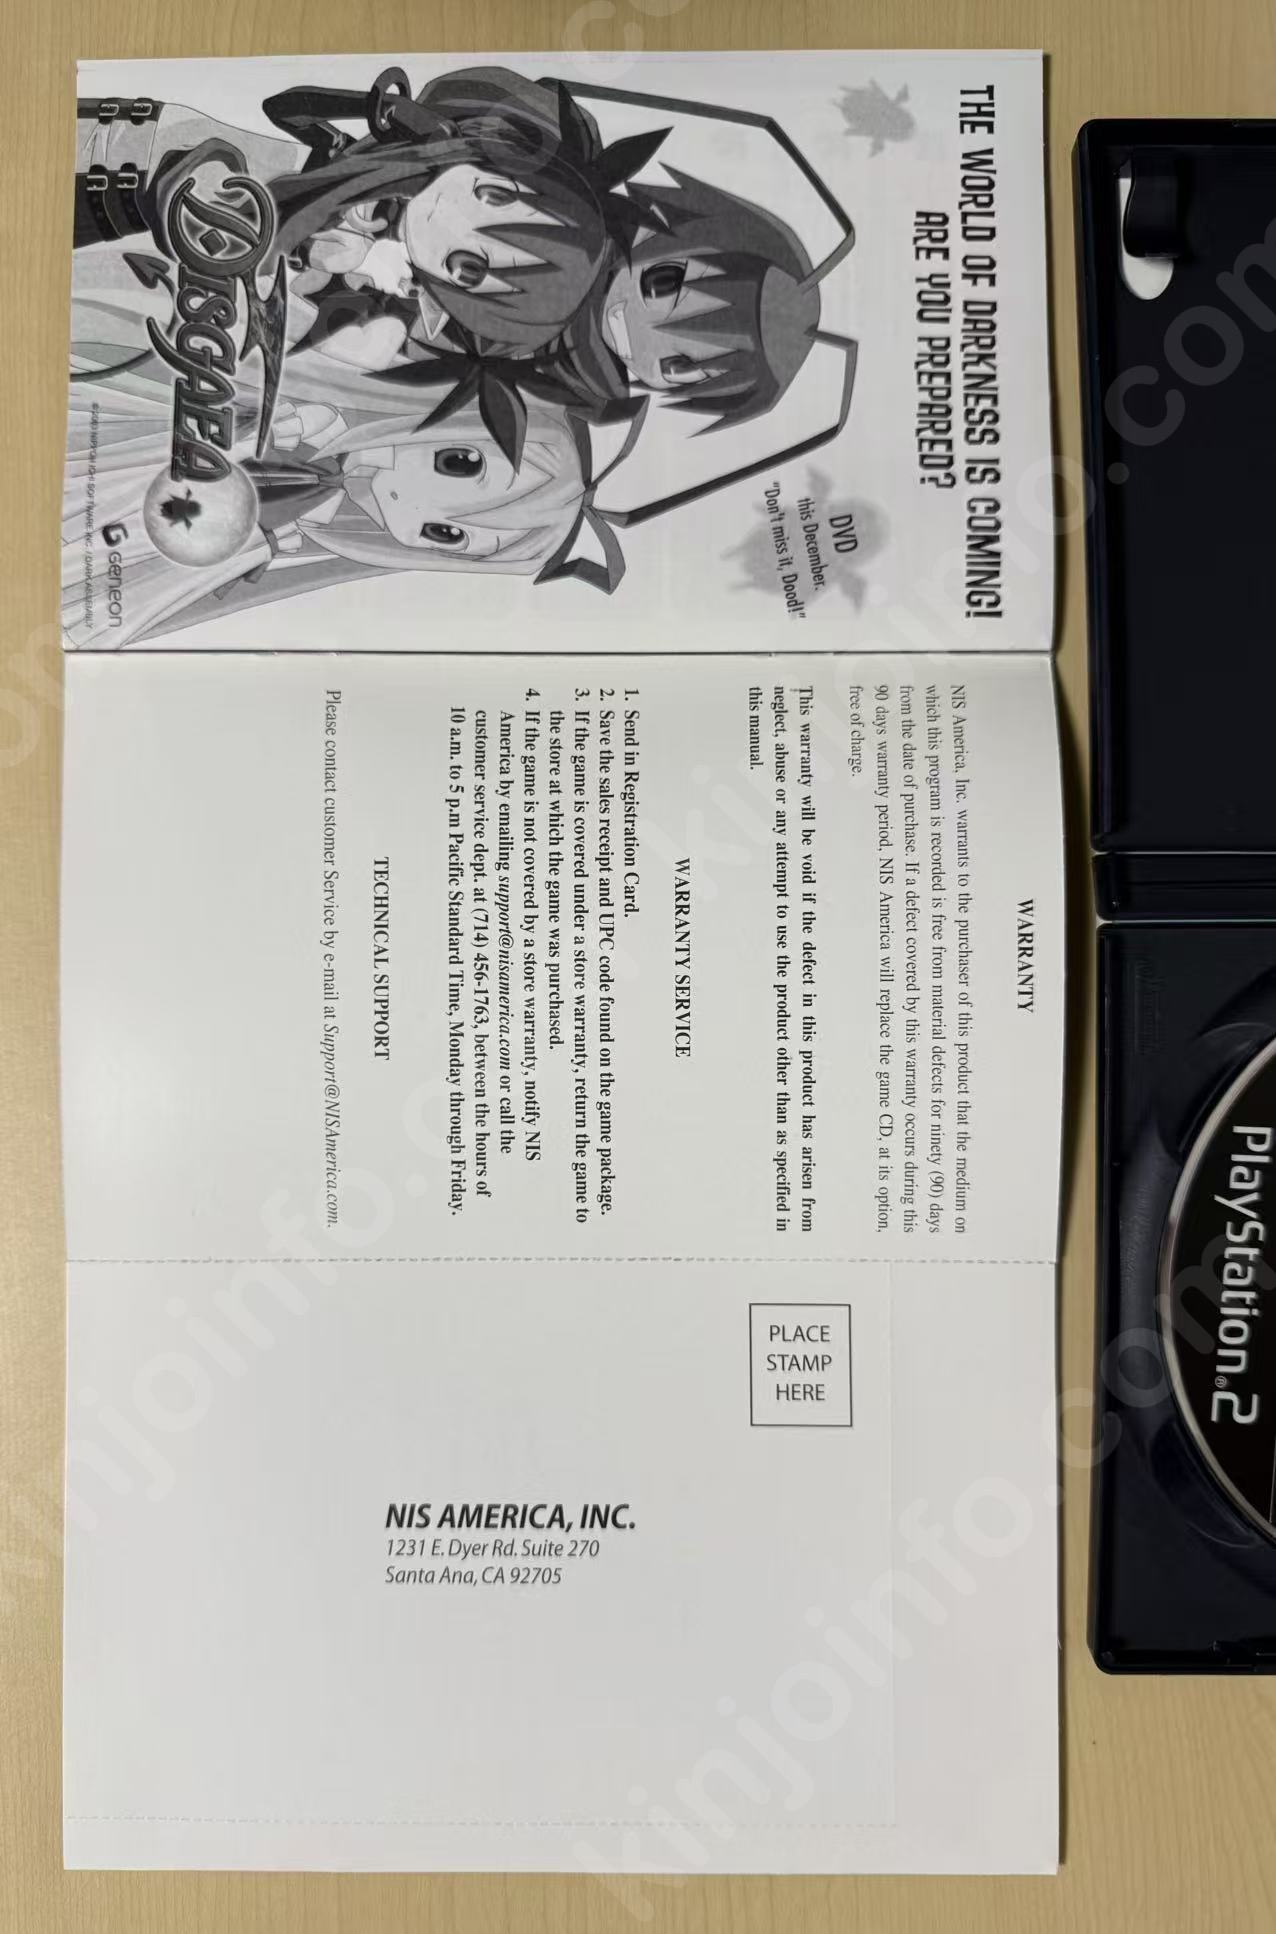 THE WORLD OF DARKNESS IS COMING!
ARE YOU PREPARED?
DVD
this December.
"Don't miss it, Dood!"
DISGAEA
Geneon
WARRANTY
NIS America, Inc. warrants to the purchaser of this product that the medium on
which this program is recorded is free from material defects for ninety (90) days
from the date of purchase. If a defect covered by this warranty occurs during this
90 days warranty period, NIS America will replace the game CD, at its option,
free of charge.
This warranty will be void if the defect in this product has arisen from
neglect, abuse or any attempt to use the product other than as specified in
this manual.
WARRANTY SERVICE
1. Send in Registration Card.
2. Save the sales receipt and UPC code found on the game package.
3. If the game is covered under a store warranty, return the game to
the store at which the game was purchased.
4. If the game is not covered by a store warranty, notify NIS
America by emailing support@nisamerica.com or call the
customer service dept. at (714) 456-1763, between the hours of
10 a.m. to 5 p.m Pacific Standard Time, Monday through Friday.
TECHNICAL SUPPORT
Please contact customer Service by e-mail at Support@NISAmerica.com.
PLACE
STAMP
HERE
NIS AMERICA, INC.
1231 E. Dyer Rd. Suite 270
Santa Ana, CA 92705
PlayStation®2
kinjoinfo.com
kinjoinfo.com
kinjoinfo.com